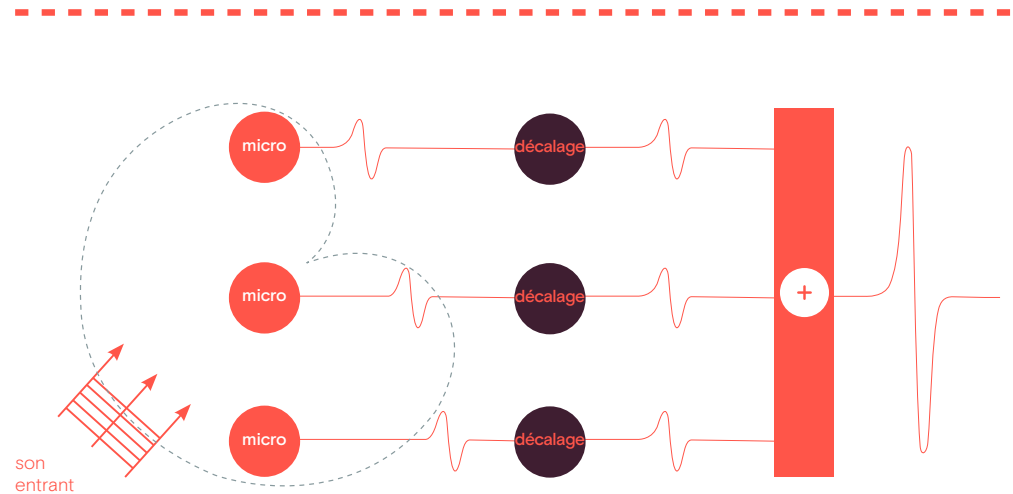 micro
décalage
micro
décalage
+
micro
décalage
son
entrant